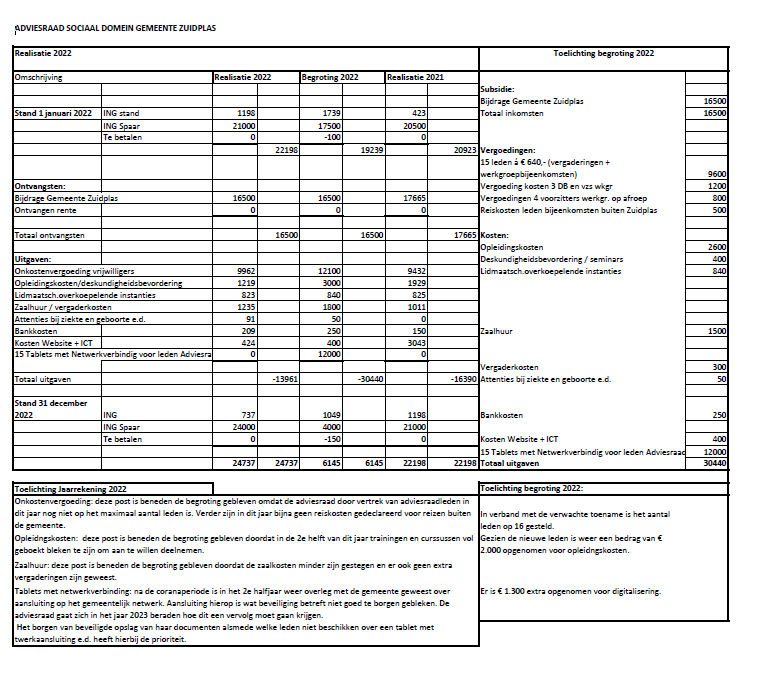 ADVIESRAAD SOCIAAL DOMEIN GEMEENTE ZUIDPLAS
Realisatie 2022 Toelichting begroting 2022
Omschrijving Realisatie 2022 Begroting 2022 Realisatie 2021
Subsidie:
Bijdrage Gemeente Zuidplas 16500
Stand 1 januari 2022 ING stand 1198 1739 423 Totaal inkomsten 16500
ING Spaar 21000 17500 20500
Te betalen 0 -100 0
22198 19239 20923 Vergoedingen:
15 leden á € 640,- (vergaderingen +
werkgroepbijeenkomsten) 9600
Ontvangsten: Vergoeding kosten 3 DB en vzs wkgr 1200
Bijdrage Gemeente Zuidplas 16500 16500 17665 Vergoedingen 4 voorzitters werkgr. op afroep 800
Ontvangen rente 0 0 0 Reiskosten leden bijeenkomsten buiten Zuidplas 500
Totaal ontvangsten 16500 16500 17665 Kosten:
Opleidingskosten 2600
Uitgaven: Deskundigheidsbevordering / seminars 400
Onkostenvergoeding vrijwilligers 9962 12100 9432 Lidmaatsch.overkoepelende instanties 840
Opleidingskosten/deskundigheidsbevordering 1219 3000 1929
Lidmaatsch.overkoepelende instanties 823 840 825
Zaalhuur / vergaderkosten 1235 1800 1011
Attenties bij ziekte en geboorte e.d. 91 50 0
Bankkosten 209 250 150 Zaalhuur 1500
Kosten Website + ICT 424 400 3043
15 Tablets met Netwerkverbindig voor leden Adviesra 0 12000 0
Vergaderkosten 300
Totaal uitgaven -13961 -30440 -16390 Attenties bij ziekte en geboorte e.d. 50
Stand 31 december
2022 ING 737 1049 1198 Bankkosten 250
ING Spaar 24000 4000 21000
Te betalen 0 -150 0 Kosten Website + ICT 400
15 Tablets met Netwerkverbindig voor leden Adviesraad 12000
24737 24737 6145 6145 22198 22198 Totaal uitgaven 30440
Toelichting Jaarrekening 2022
Onkostenvergoeding: deze post is beneden de begroting gebleven omdat de adviesraad door vertrek van adviesraadleden in
dit jaar nog niet op het maximaal aantal leden is. Verder zijn in dit jaar bijna geen reiskosten gedeclareerd voor reizen buiten
de gemeente.
Opleidngskosten: deze post is beneden de begroting gebleven doordat in de 2e helft van dit jaar trainingen en curssussen vol
geboekt bleken te zijn om aan te willen deelnemen.
Zaalhuur: deze post is beneden de begroting gebleven doordat de zaalkosten minder zijn gestegen en er ook geen extra
vergaderingen zijn geweest.
Tablets met netwerkverbinding: na de coranaperiode is in het 2e halfjaar weer overleg met de gemeente geweest over
aansluiting op het gemeentelijk netwerk. Aansluiting hierop is wat beveiliging betreft niet goed te borgen gebleken. De
adviesraad gaat zich in het jaar 2023 beraden hoe dit een vervolg moet gaan krijgen.
Het borgen van beveiligde opslag van haar documenten alsmede welke leden niet beschikken over een tablet met
twerkaansluiting e.d. heeft hierbij de prioriteit.
Toelichting begroting 2022:
In verband met de verwachte toename is het aantal
leden op 16 gesteld.
Gezien de nieuwe leden is weer een bedrag van €
2.000 opgenomen voor opleidngskosten.
Er is € 1.300 extra opgenomen voor digitalisering.